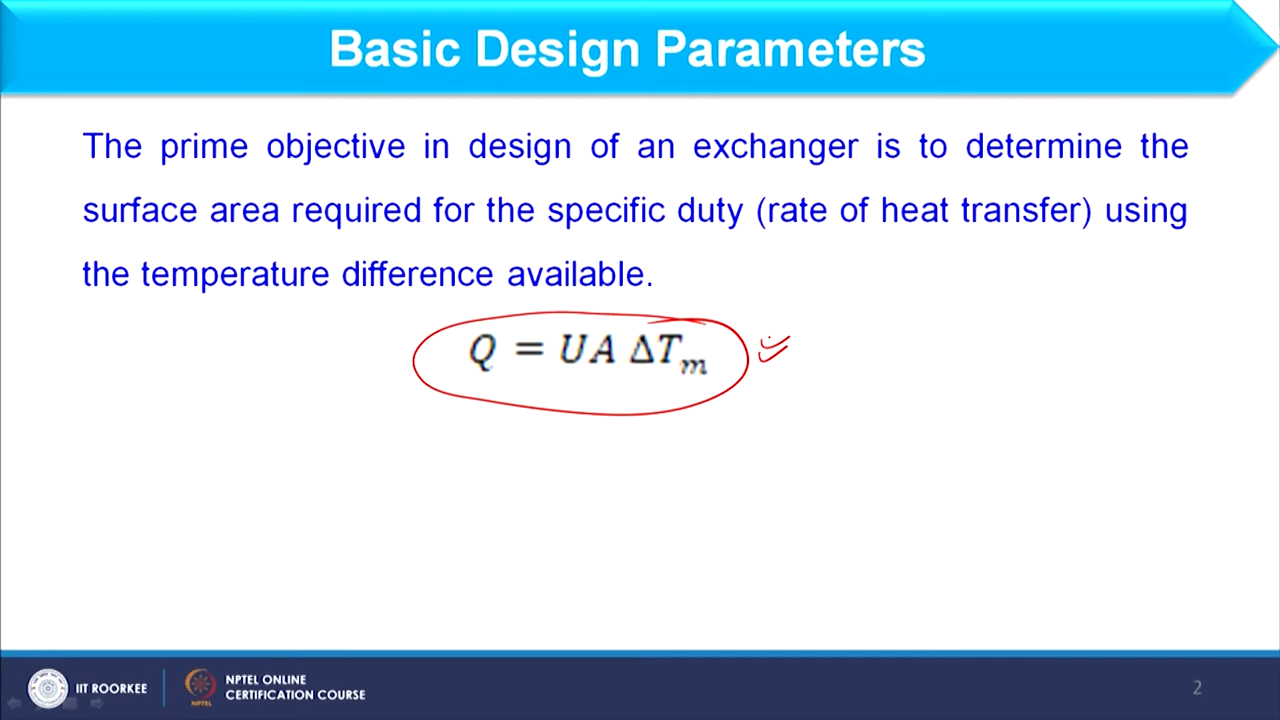 Basic Design Parameters
The prime objective in design of an exchanger is to determine the
surface area required for the specific duty (rate of heat transfer) using
the temperature difference available.
Q = UA ΔTₘ
IIT ROORKEE
NPTEL ONLINE
CERTIFICATION COURSE
NPTEL
2